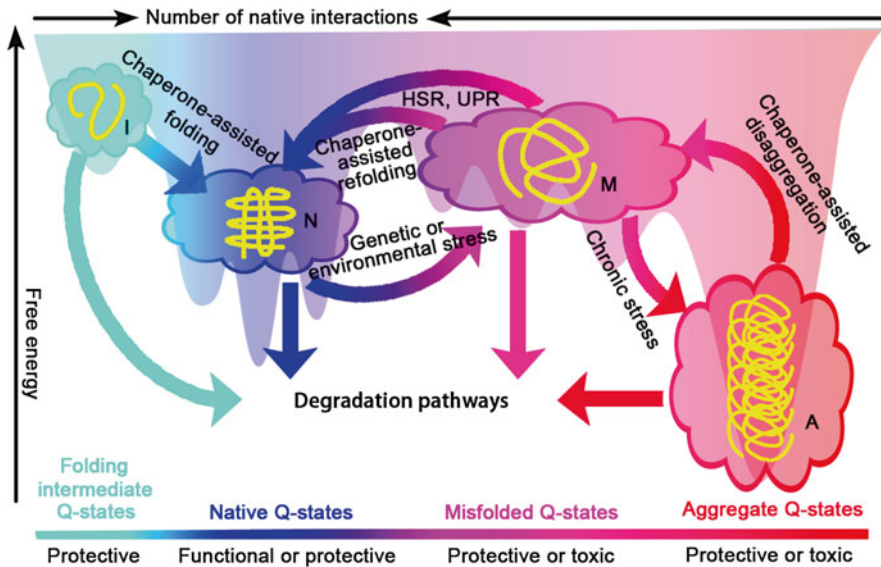 Number of native interactions
Free energy
I
Chaperone-assisted
folding
HSR, UPR
Chaperone-
assisted
refolding
N
M
Genetic or
environmental stress
Chronic stress
Chaperone-assisted
disaggregation
A
Degradation pathways
Folding
intermediate
Q-states
Native Q-states
Misfolded Q-states
Aggregate Q-states
Protective
Functional or protective
Protective or toxic
Protective or toxic